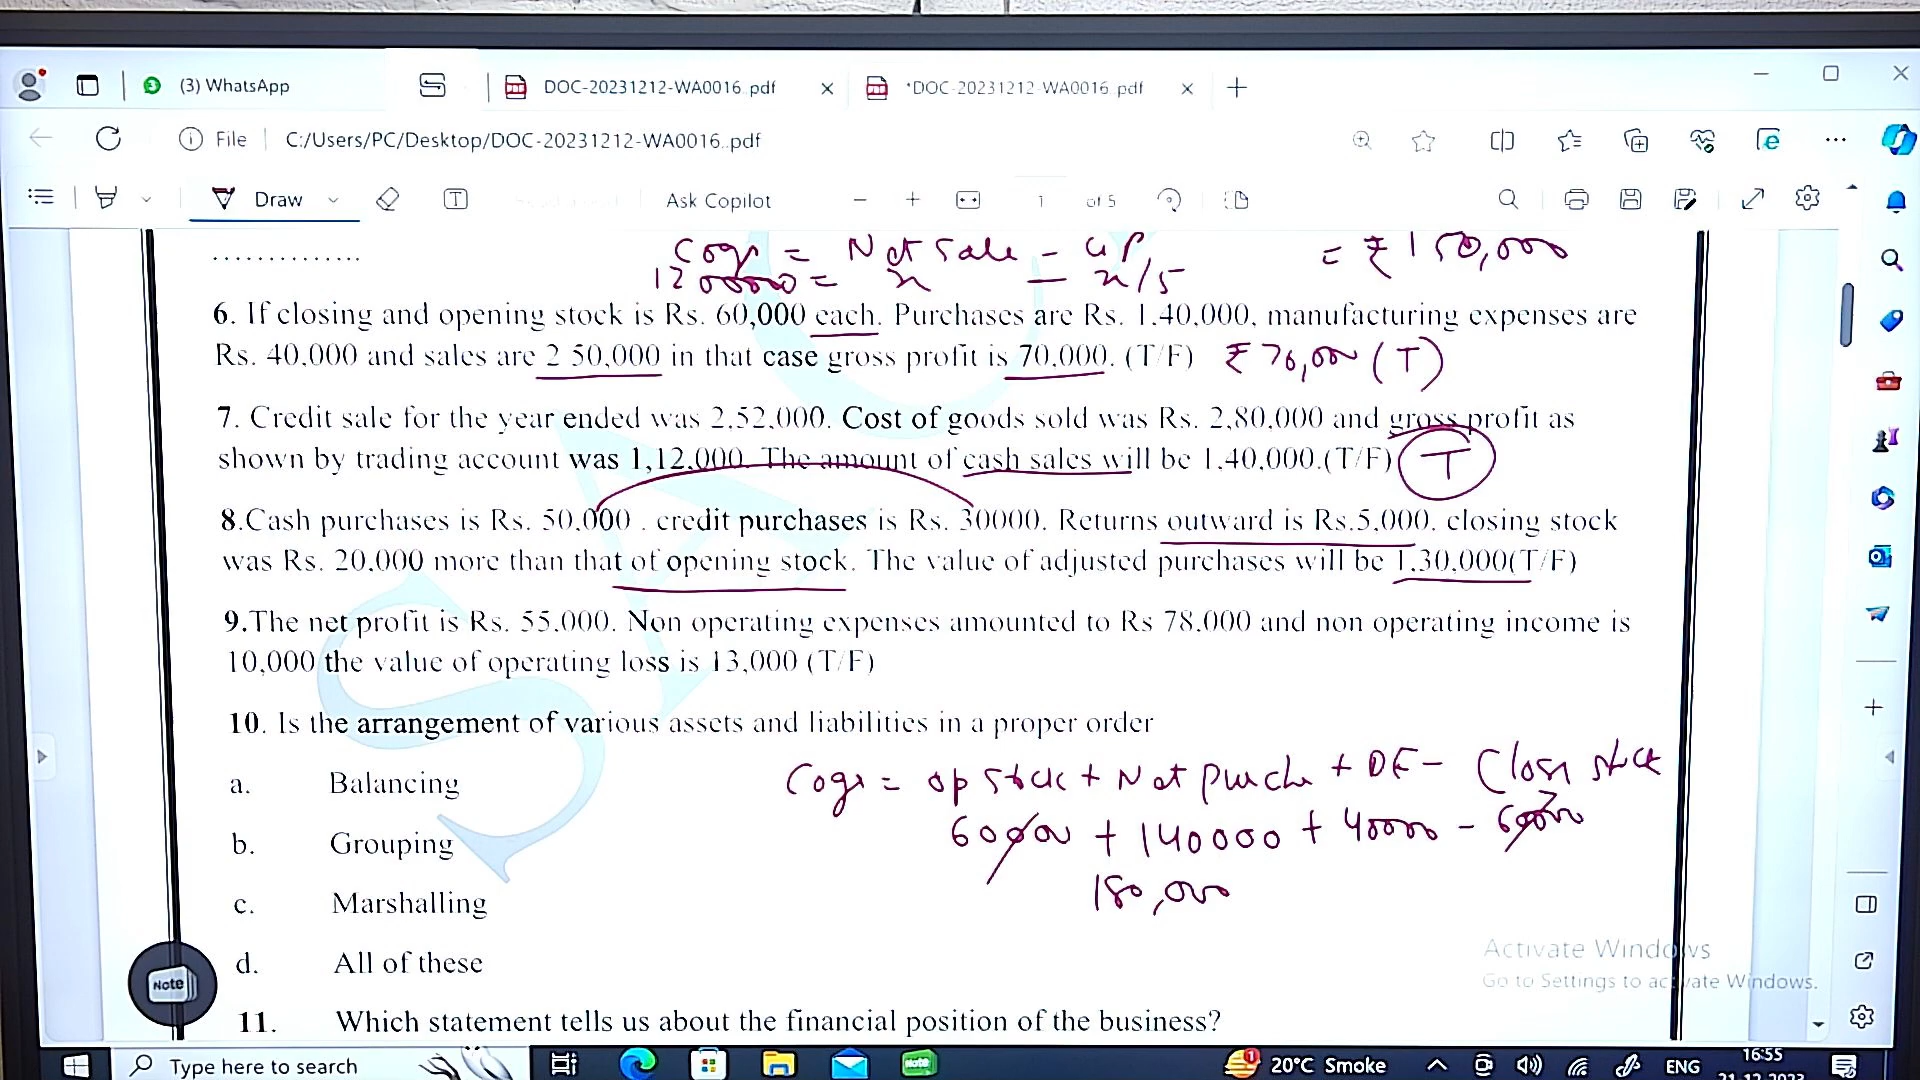 (3) WhatsApp
DOC-20231212-WA0016.pdf
*DOC-20231212-WA0016.pdf
File
C:/Users/PC/Desktop/DOC-20231212-WA0016..pdf
Draw
Ask Copilot
1 of 5
Cogs = Net Sale - GP = ₹ 150,000
1200000 = x - x/5
6. If closing and opening stock is Rs. 60,000 each. Purchases are Rs. 1,40,000, manufacturing expenses are
Rs. 40,000 and sales are 2 50,000 in that case gross profit is 70,000. (T/F) ₹ 70,000 (T)
7. Credit sale for the year ended was 2,52,000. Cost of goods sold was Rs. 2,80,000 and gross profit as
shown by trading account was 1,12,000. The amount of cash sales will be 1,40,000.(T/F) T
8.Cash purchases is Rs. 50,000 . credit purchases is Rs. 30000. Returns outward is Rs.5,000. closing stock
was Rs. 20,000 more than that of opening stock. The value of adjusted purchases will be 1,30,000(T/F)
9.The net profit is Rs. 55,000. Non operating expenses amounted to Rs 78,000 and non operating income is
10,000 the value of operating loss is 13,000 (T/F)
10. Is the arrangement of various assets and liabilities in a proper order
a. Balancing
Cogs = op Stock + Net Purchs + DE - Closn stock
b. Grouping
60000 + 140000 + 40000 - 60000
c. Marshalling
180,000
d. All of these
Activate Windows
Go to Settings to activate Windows.
Note
11. Which statement tells us about the financial position of the business?
Type here to search
20°C Smoke
ENG
16:55
21-12-2023